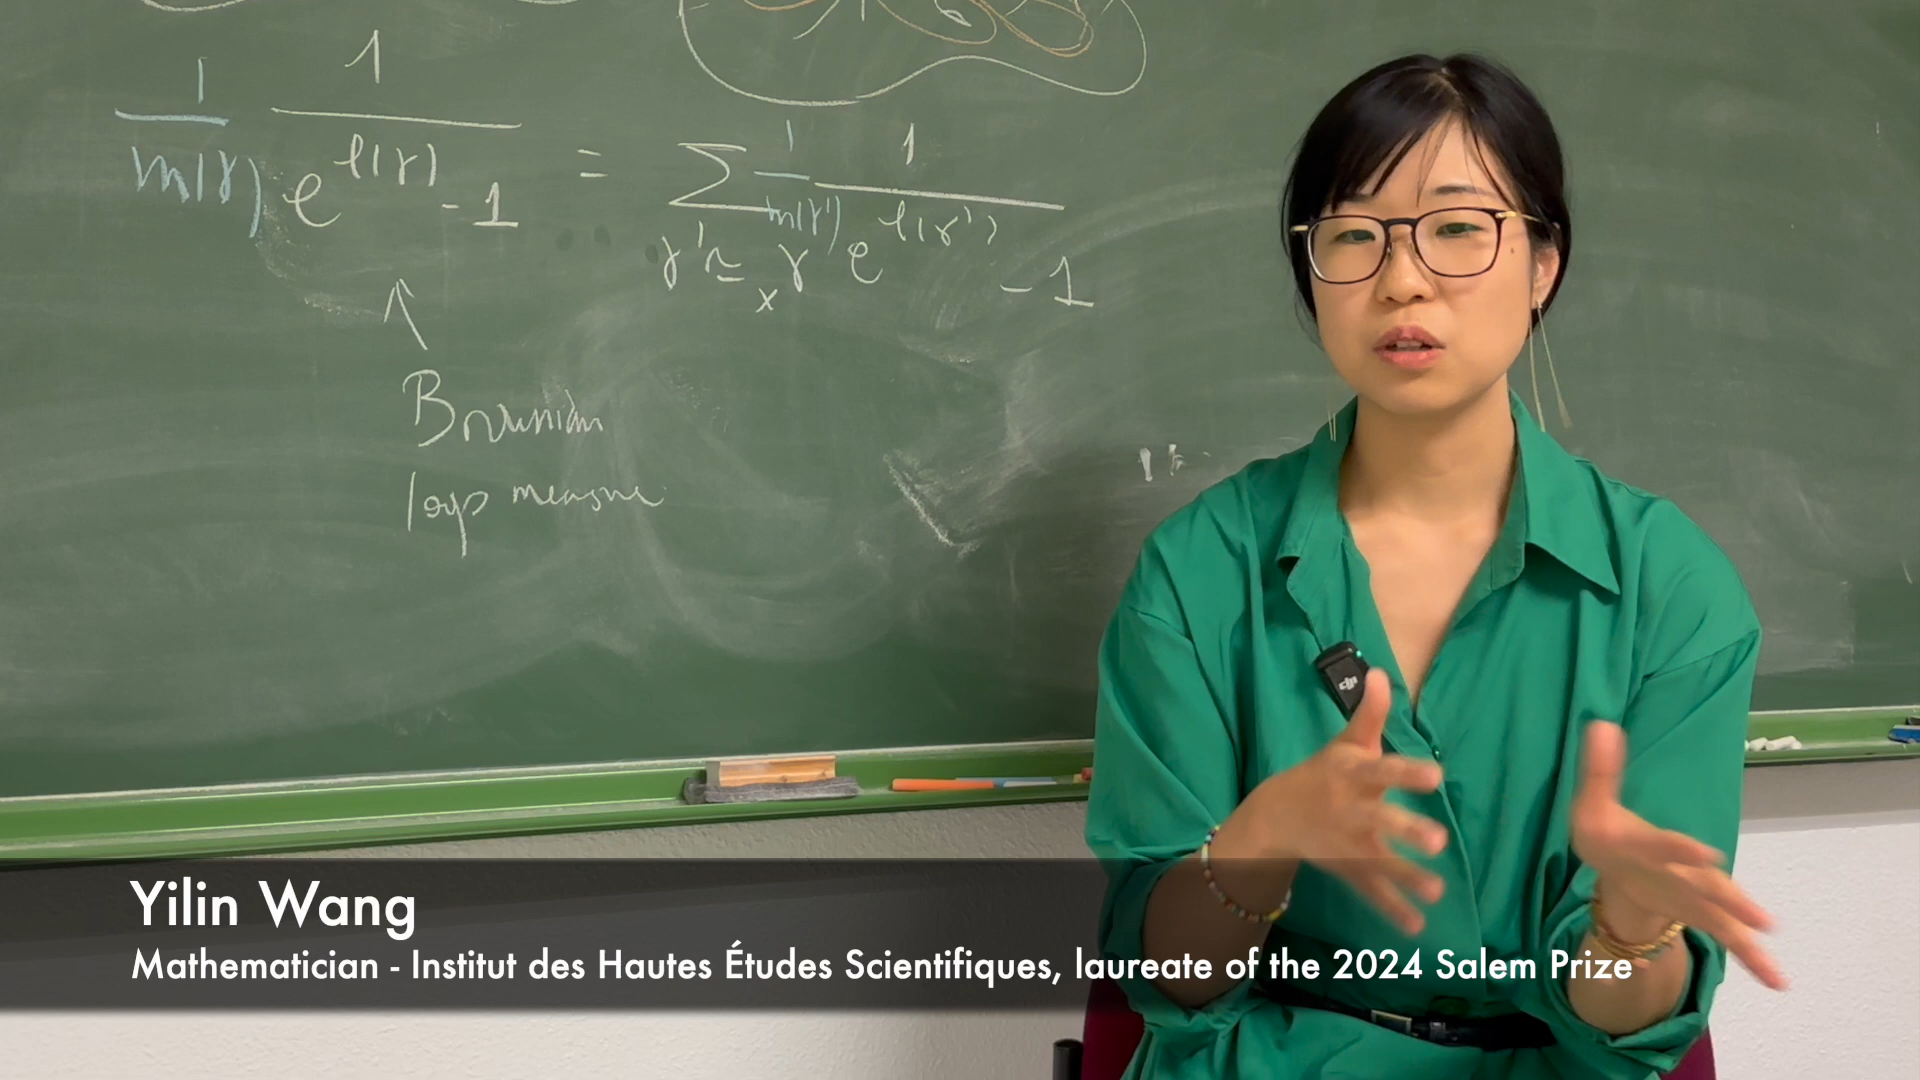 1/m(γ) 1/(e^{ℓ(γ)} -1) = ∑_{γ' ≃_x γ} 1/m(γ') 1/(e^{ℓ(γ')} -1)
Brownian
loop measure
dji
Yilin Wang
Mathematician - Institut des Hautes Études Scientifiques, laureate of the 2024 Salem Prize